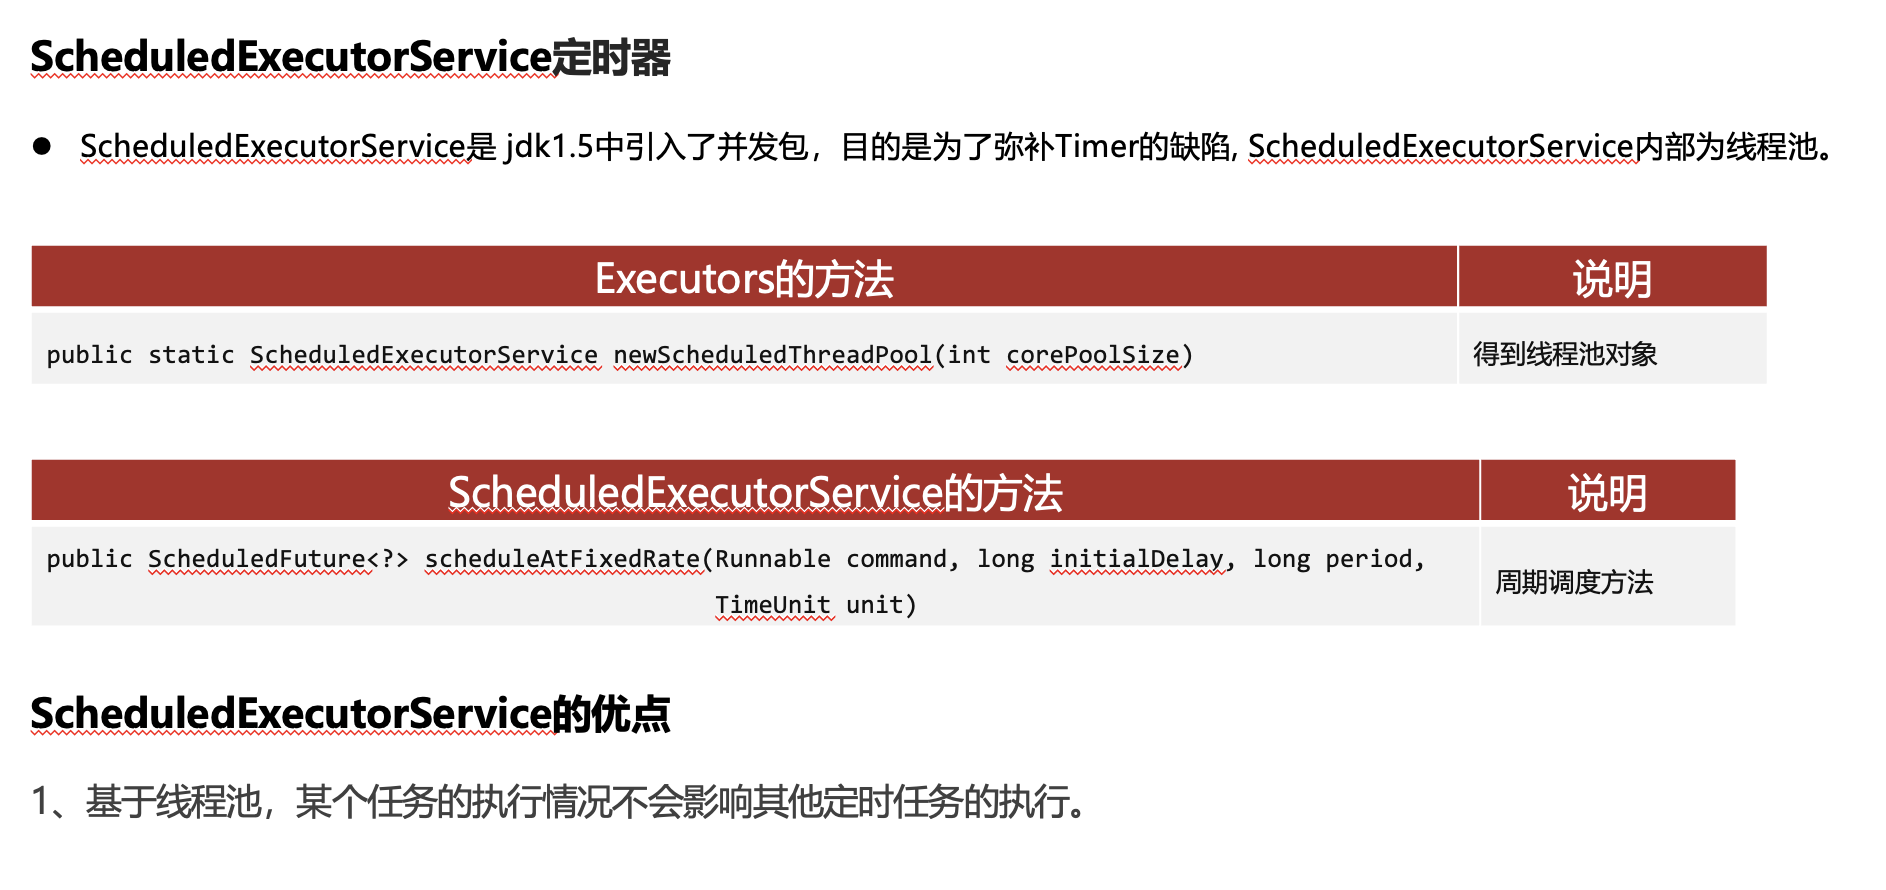 ScheduledExecutorService定时器
● ScheduledExecutorService是 jdk1.5中引入了并发包，目的是为了弥补Timer的缺陷, ScheduledExecutorService内部为线程池。
Executors的方法 说明
public static ScheduledExecutorService newScheduledThreadPool(int corePoolSize) 得到线程池对象
ScheduledExecutorService的方法 说明
public ScheduledFuture<?> scheduleAtFixedRate(Runnable command, long initialDelay, long period,
TimeUnit unit)
周期调度方法
ScheduledExecutorService的优点
1、基于线程池，某个任务的执行情况不会影响其他定时任务的执行。